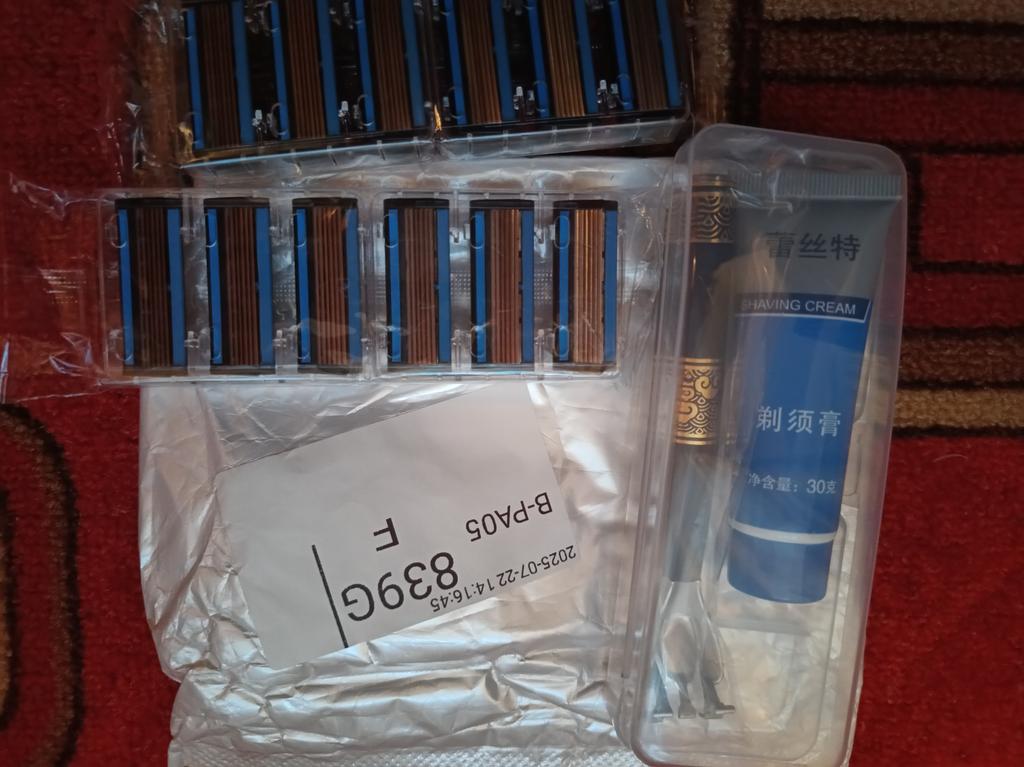 蕾丝特
SHAVING CREAM
剃须膏
净含量：30克
2025-07-22 14:16:45
839G
B-PA05
F